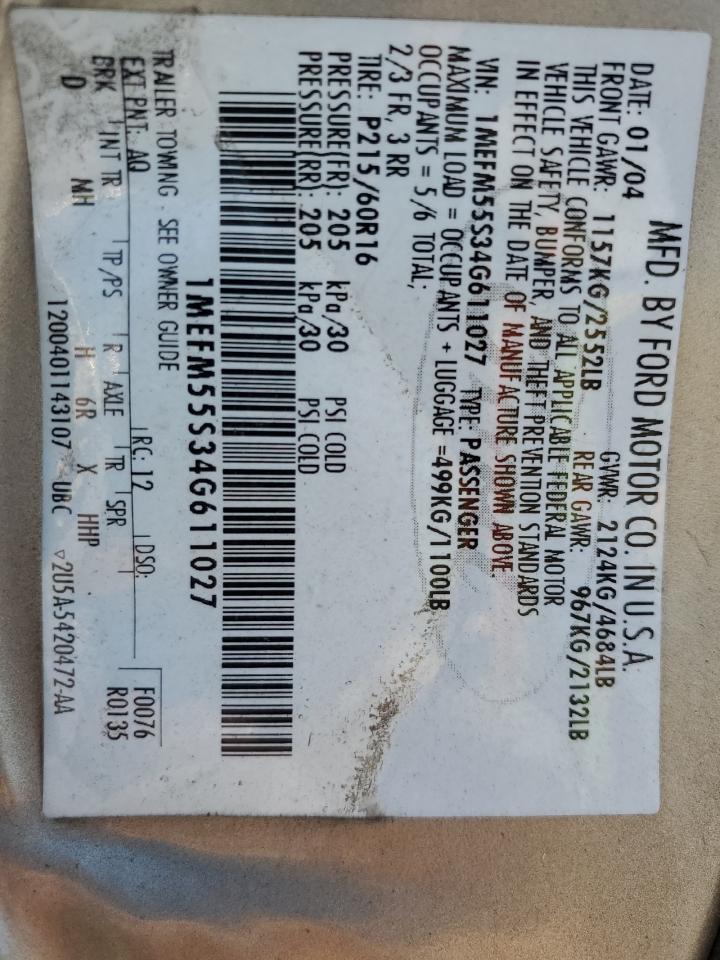 MFD. BY FORD MOTOR CO. IN U.S.A.
DATE: 01/04 GVWR: 2124KG/4684LB
FRONT GAWR: 1157KG/2552LB REAR GAWR: 967KG/2132LB
THIS VEHICLE CONFORMS TO ALL APPLICABLE FEDERAL MOTOR
VEHICLE SAFETY, BUMPER, AND THEFT PREVENTION STANDARDS
IN EFFECT ON THE DATE OF MANUFACTURE SHOWN ABOVE.
VIN: 1MEFM55S34G611027 TYPE: PASSENGER
MAXIMUM LOAD = OCCUPANTS + LUGGAGE =499KG/1100LB
OCCUPANTS = 5/6 TOTAL;
2/3 FR, 3 RR
TIRE: P215/60R16
PRESSURE(FR): 205 kPa/30 PSI COLD
PRESSURE(RR): 205 kPa/30 PSI COLD
1MEFM55S34G611027
TRAILER TOWING - SEE OWNER GUIDE
EXT PNT: AQ RC: 12 DSO: F0076
BRK INT TR TP/PS R AXLE TR SPR R0135
D MH H 6R X HHP
1200401143107 UBC ▽2U5A-5420472-AA